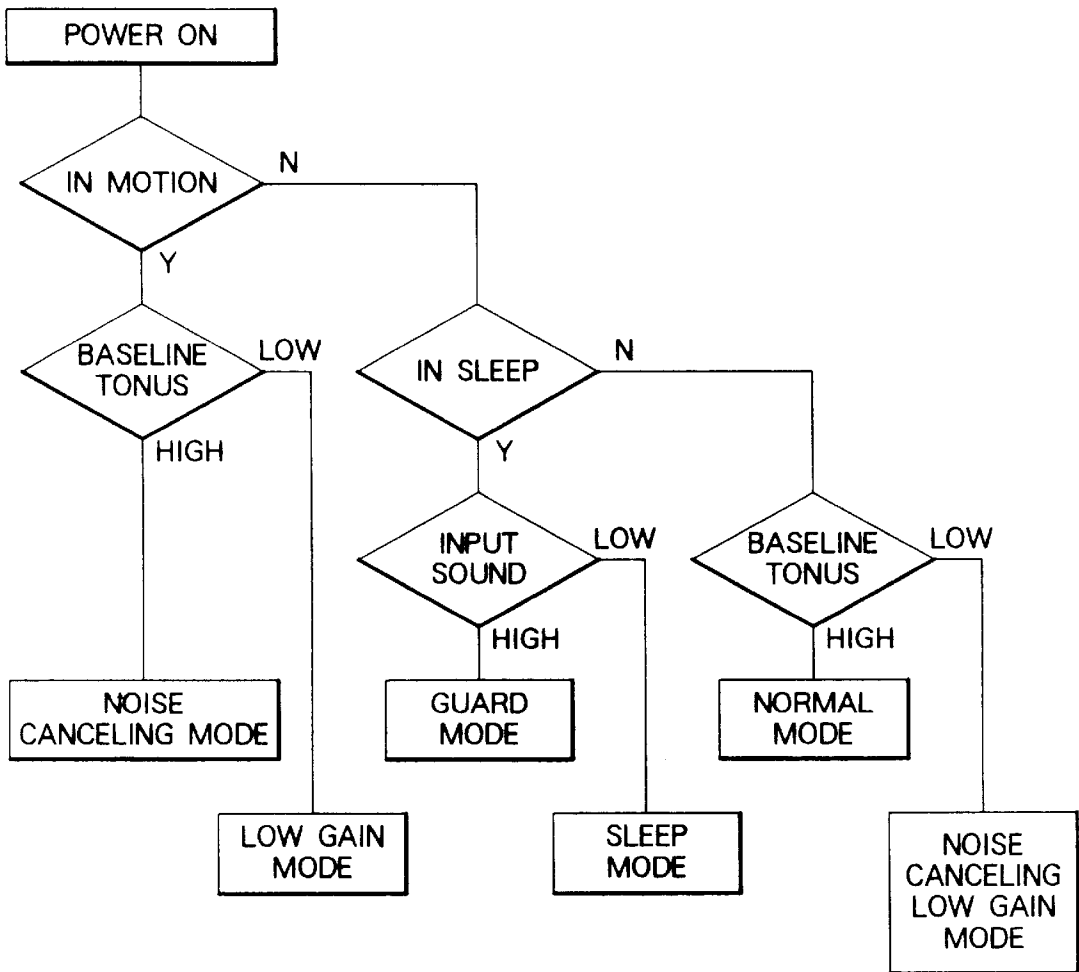 POWER ON
IN MOTION
N
Y
BASELINE
TONUS
LOW
HIGH
IN SLEEP
N
Y
INPUT
SOUND
LOW
HIGH
BASELINE
TONUS
LOW
HIGH
NOISE
CANCELING MODE
GUARD
MODE
NORMAL
MODE
LOW GAIN
MODE
SLEEP
MODE
NOISE
CANCELING
LOW GAIN
MODE